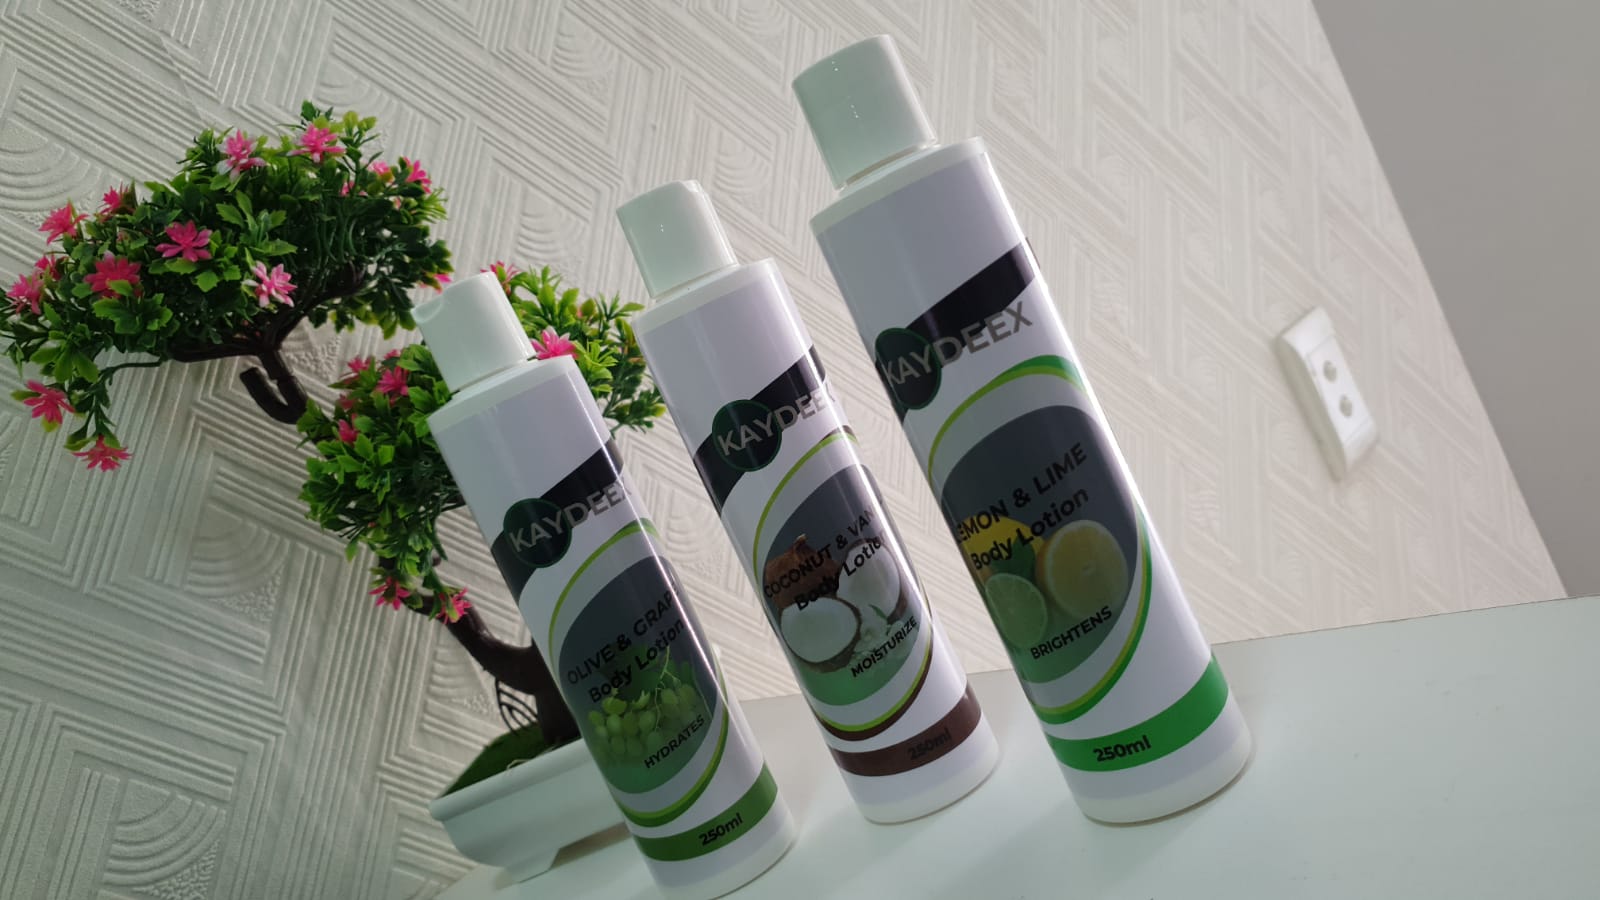 KAYDEEX
OLIVE & GRAP
Body Lotion
HYDRATES
250ml
KAYDEEX
COCONUT & VAN
Body Lotion
MOISTURIZE
250ml
KAYDEEX
LEMON & LIME
Body Lotion
BRIGHTENS
250ml